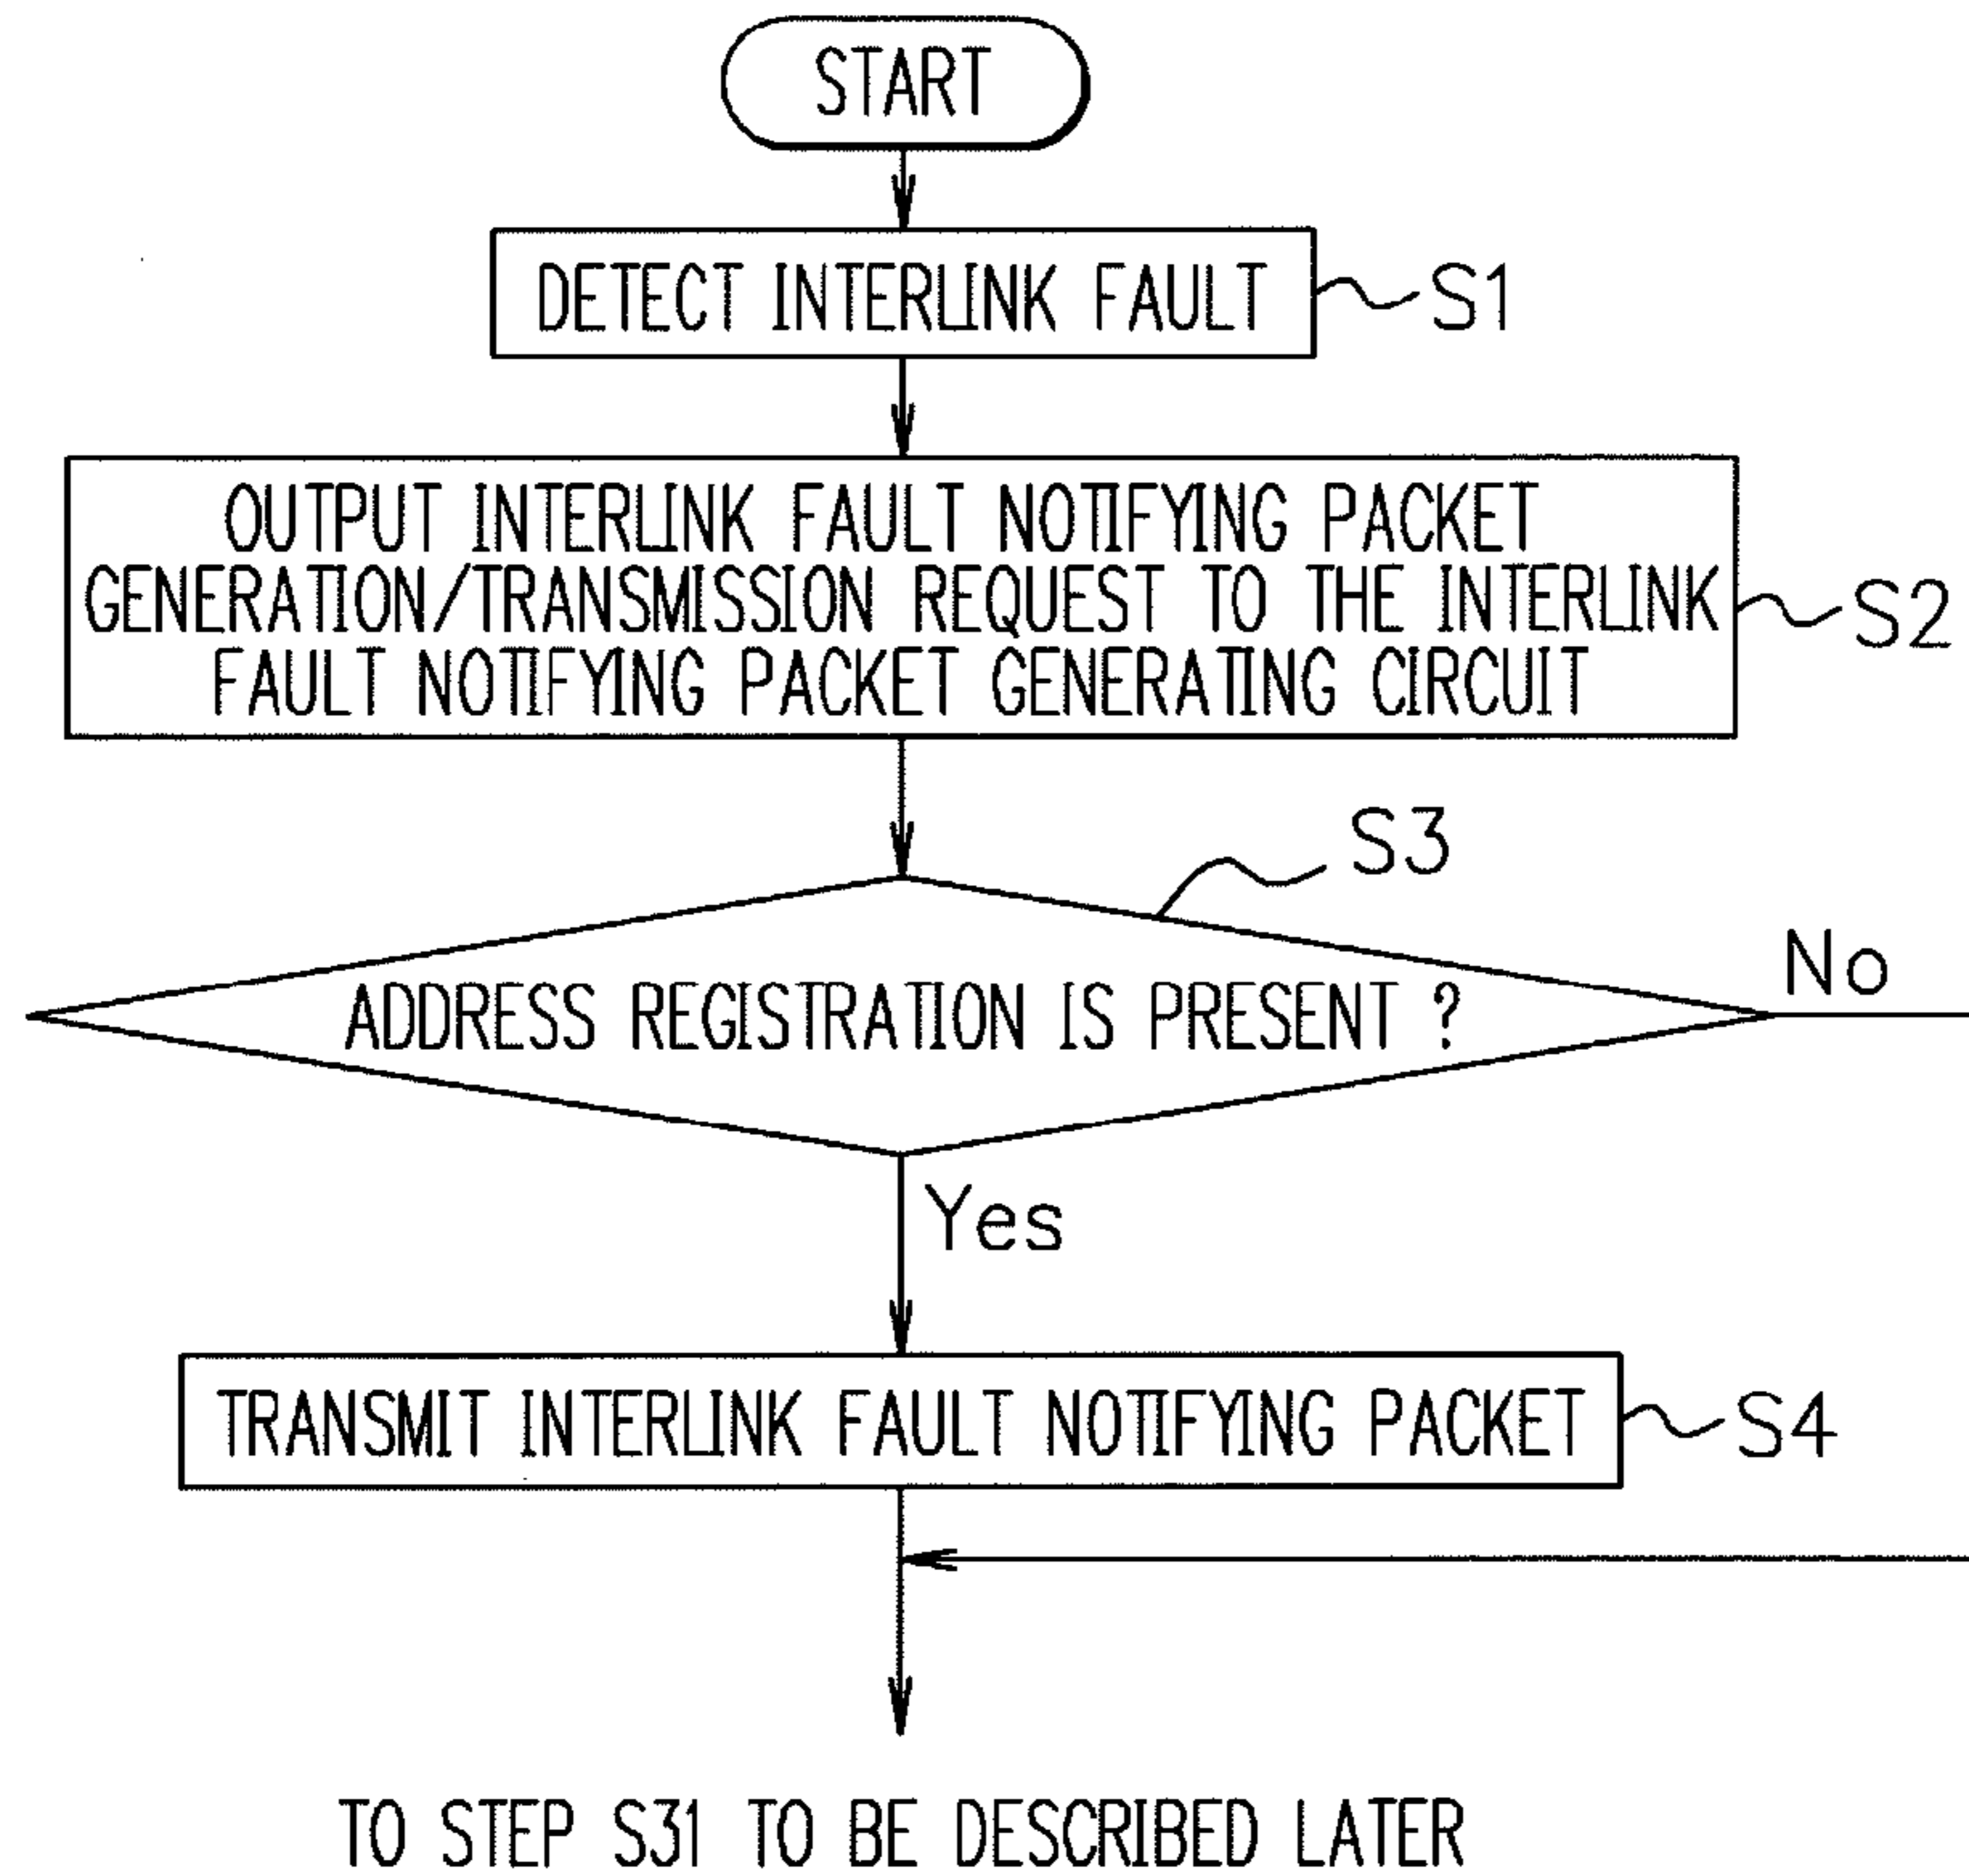 START
DETECT INTERLINK FAULT
S1
OUTPUT INTERLINK FAULT NOTIFYING PACKET
GENERATION/TRANSMISSION REQUEST TO THE INTERLINK
FAULT NOTIFYING PACKET GENERATING CIRCUIT
S2
S3
ADDRESS REGISTRATION IS PRESENT ?
No
Yes
TRANSMIT INTERLINK FAULT NOTIFYING PACKET
S4
TO STEP S31 TO BE DESCRIBED LATER